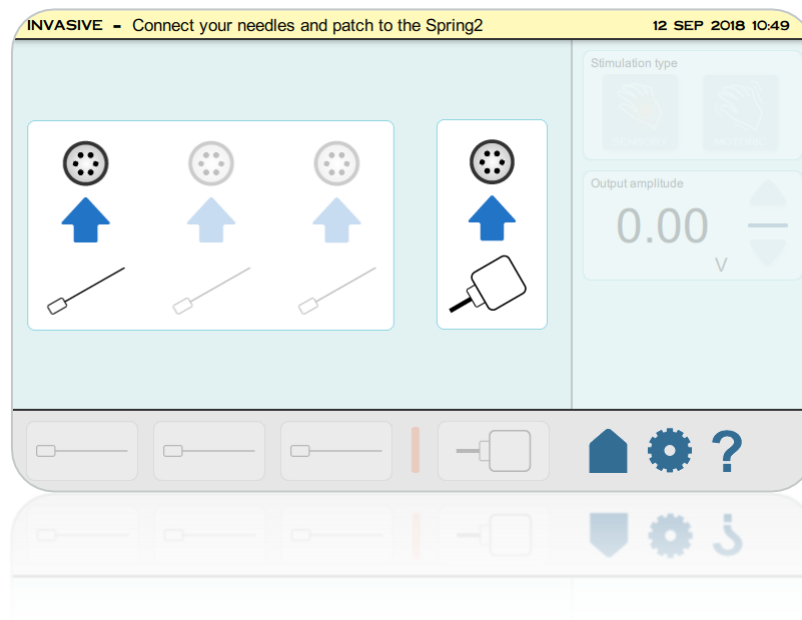 INVASIVE - Connect your needles and patch to the Spring2
12 SEP 2018 10:49
Stimulation type
Output amplitude
0.00
V
?